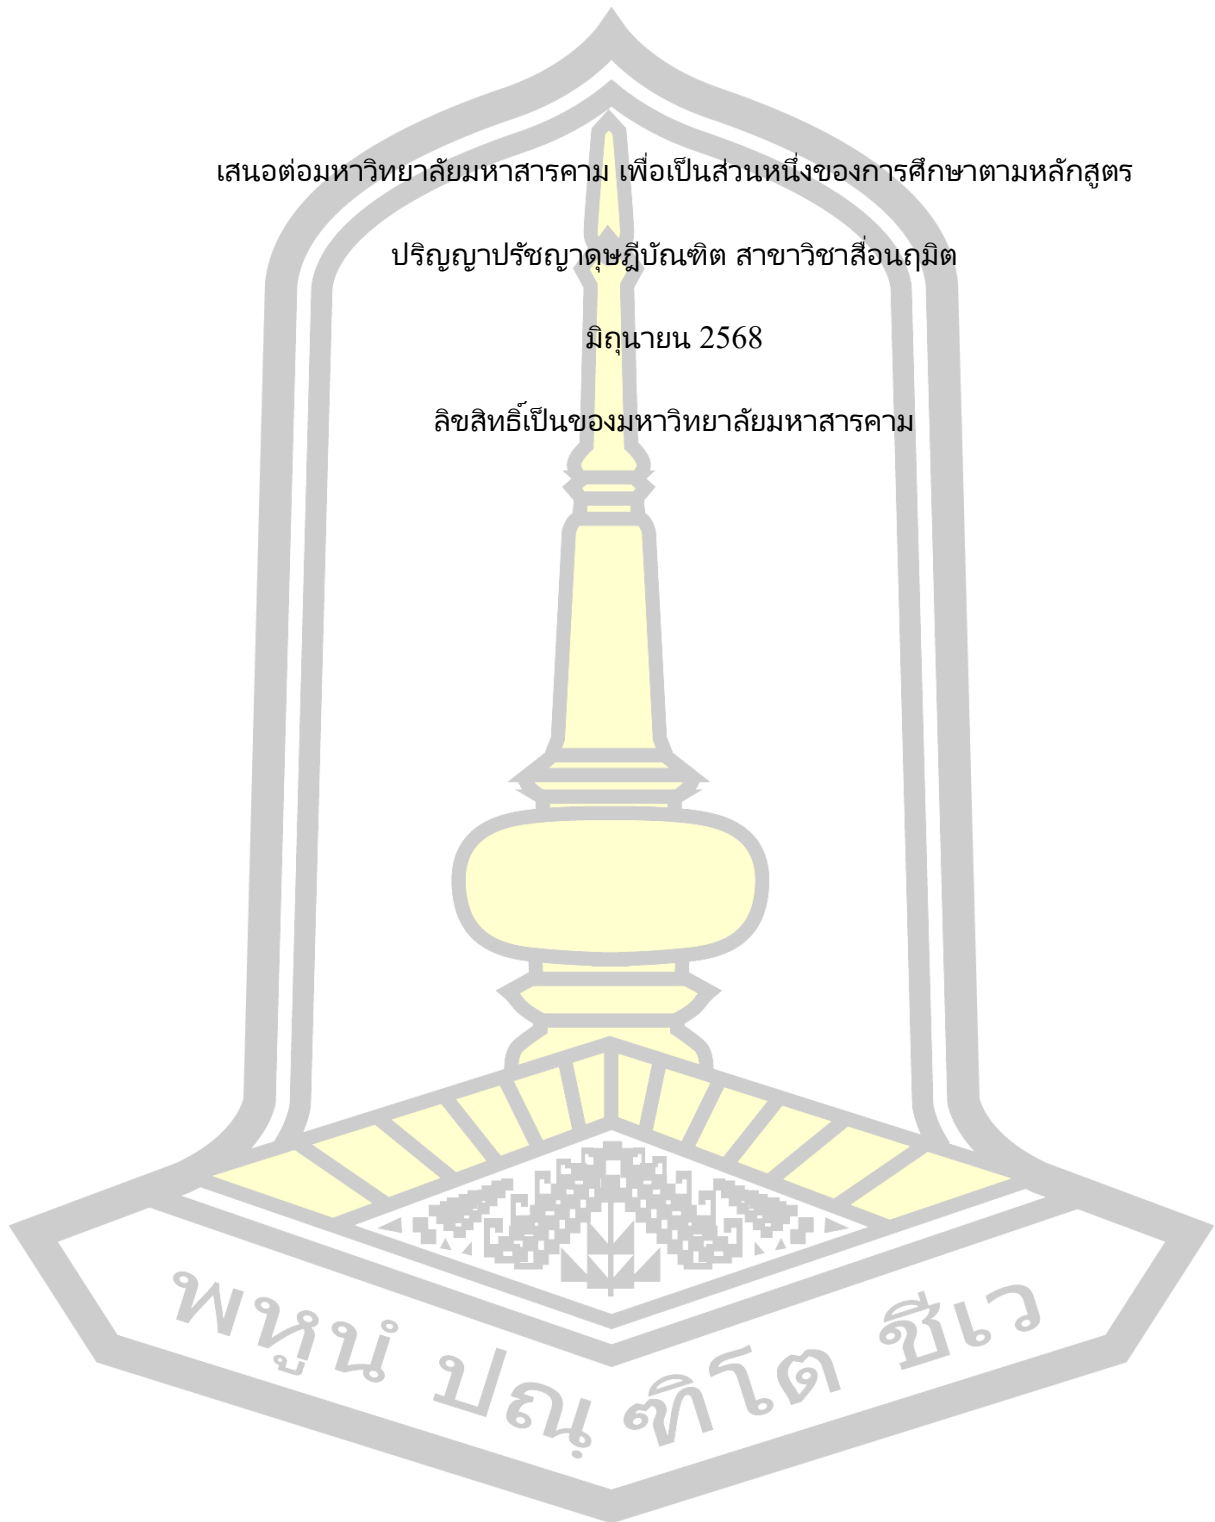 เสนอต่อมหาวิทยาลัยมหาสารคาม เพื่อเป็นส่วนหนึ่งของการศึกษาตามหลักสูตร
ปริญญาปรัชญาดุษฎีบัณฑิต สาขาวิชาสื่อนฤมิต
มิถุนายน 2568
ลิขสิทธิ์เป็นของมหาวิทยาลัยมหาสารคาม
พหูนํ ปณฺฑิโต ชีเว